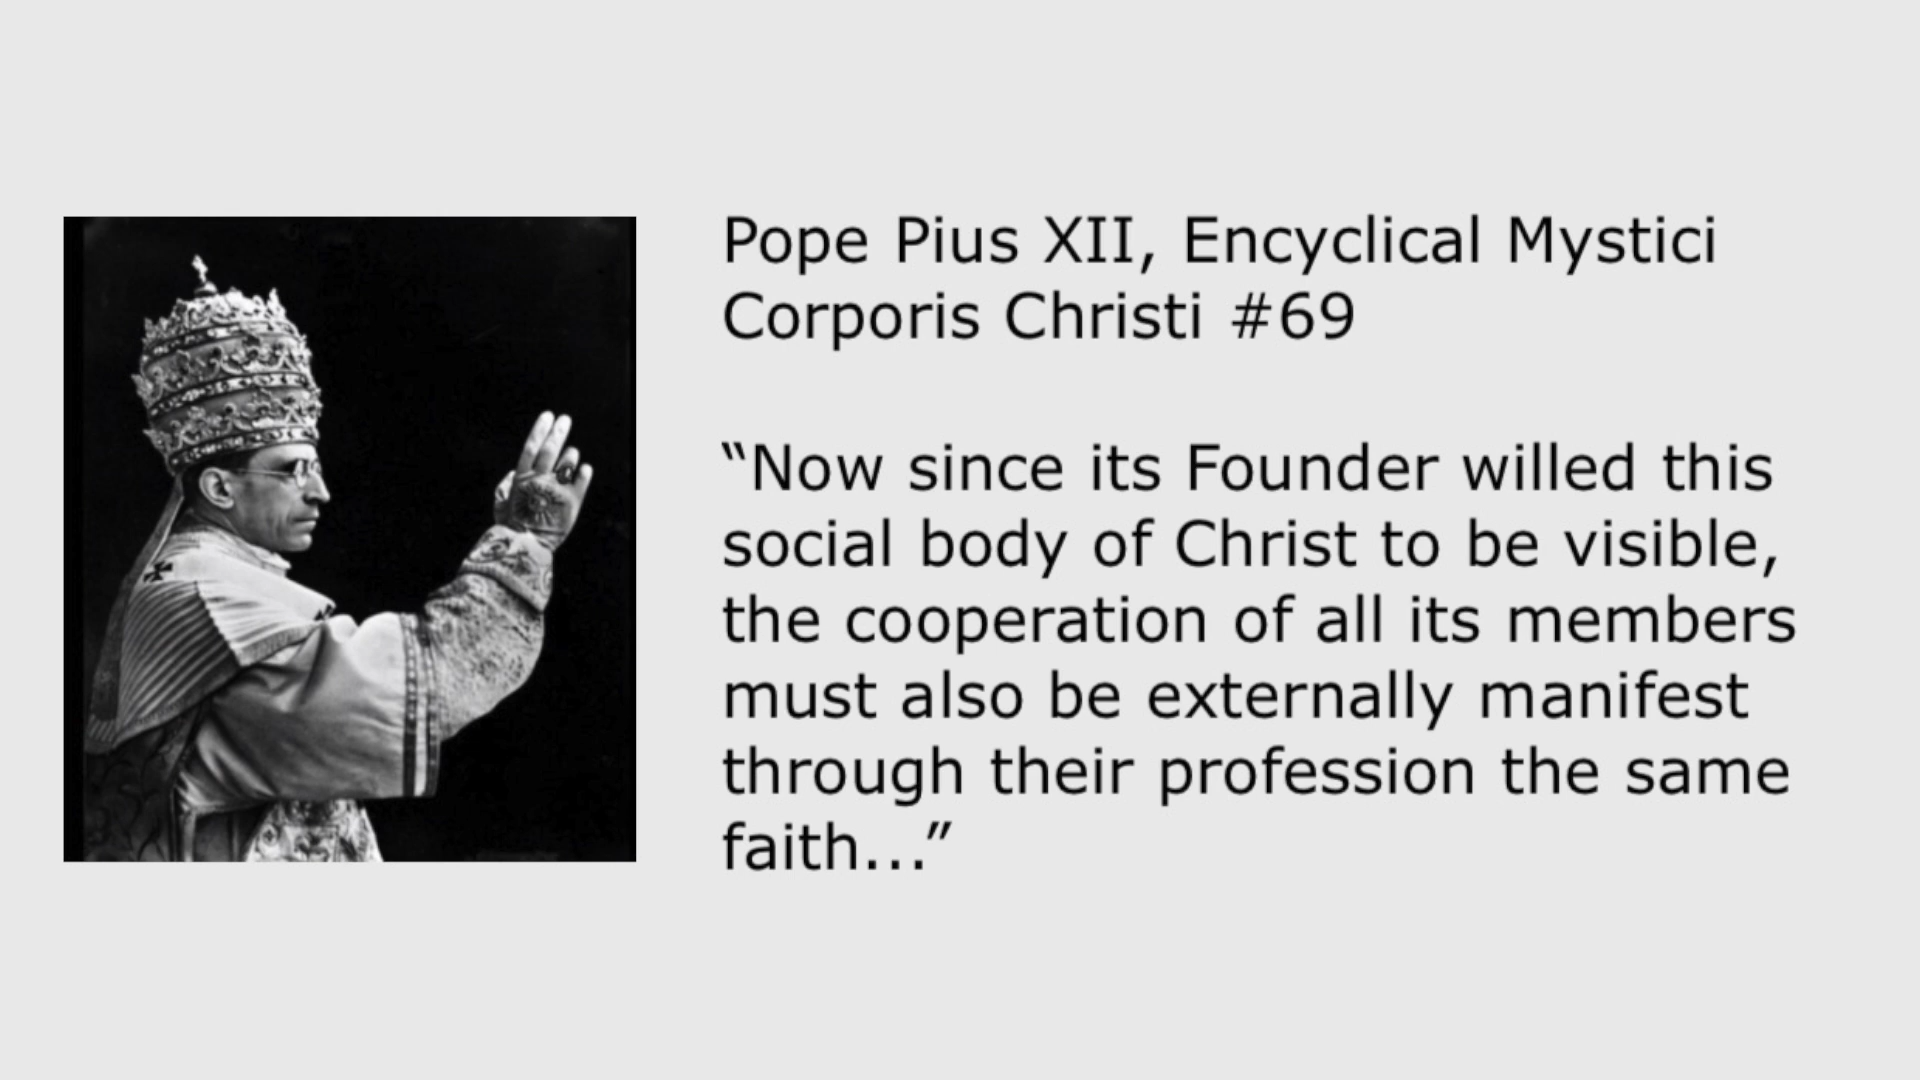 Pope Pius XII, Encyclical Mystici
Corporis Christi #69
“Now since its Founder willed this
social body of Christ to be visible,
the cooperation of all its members
must also be externally manifest
through their profession the same
faith...”